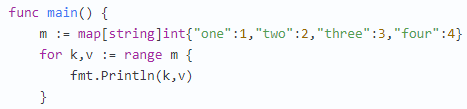 func main() {
    m := map[string]int{"one":1,"two":2,"three":3,"four":4}
    for k,v := range m {
        fmt.Println(k,v)
    }